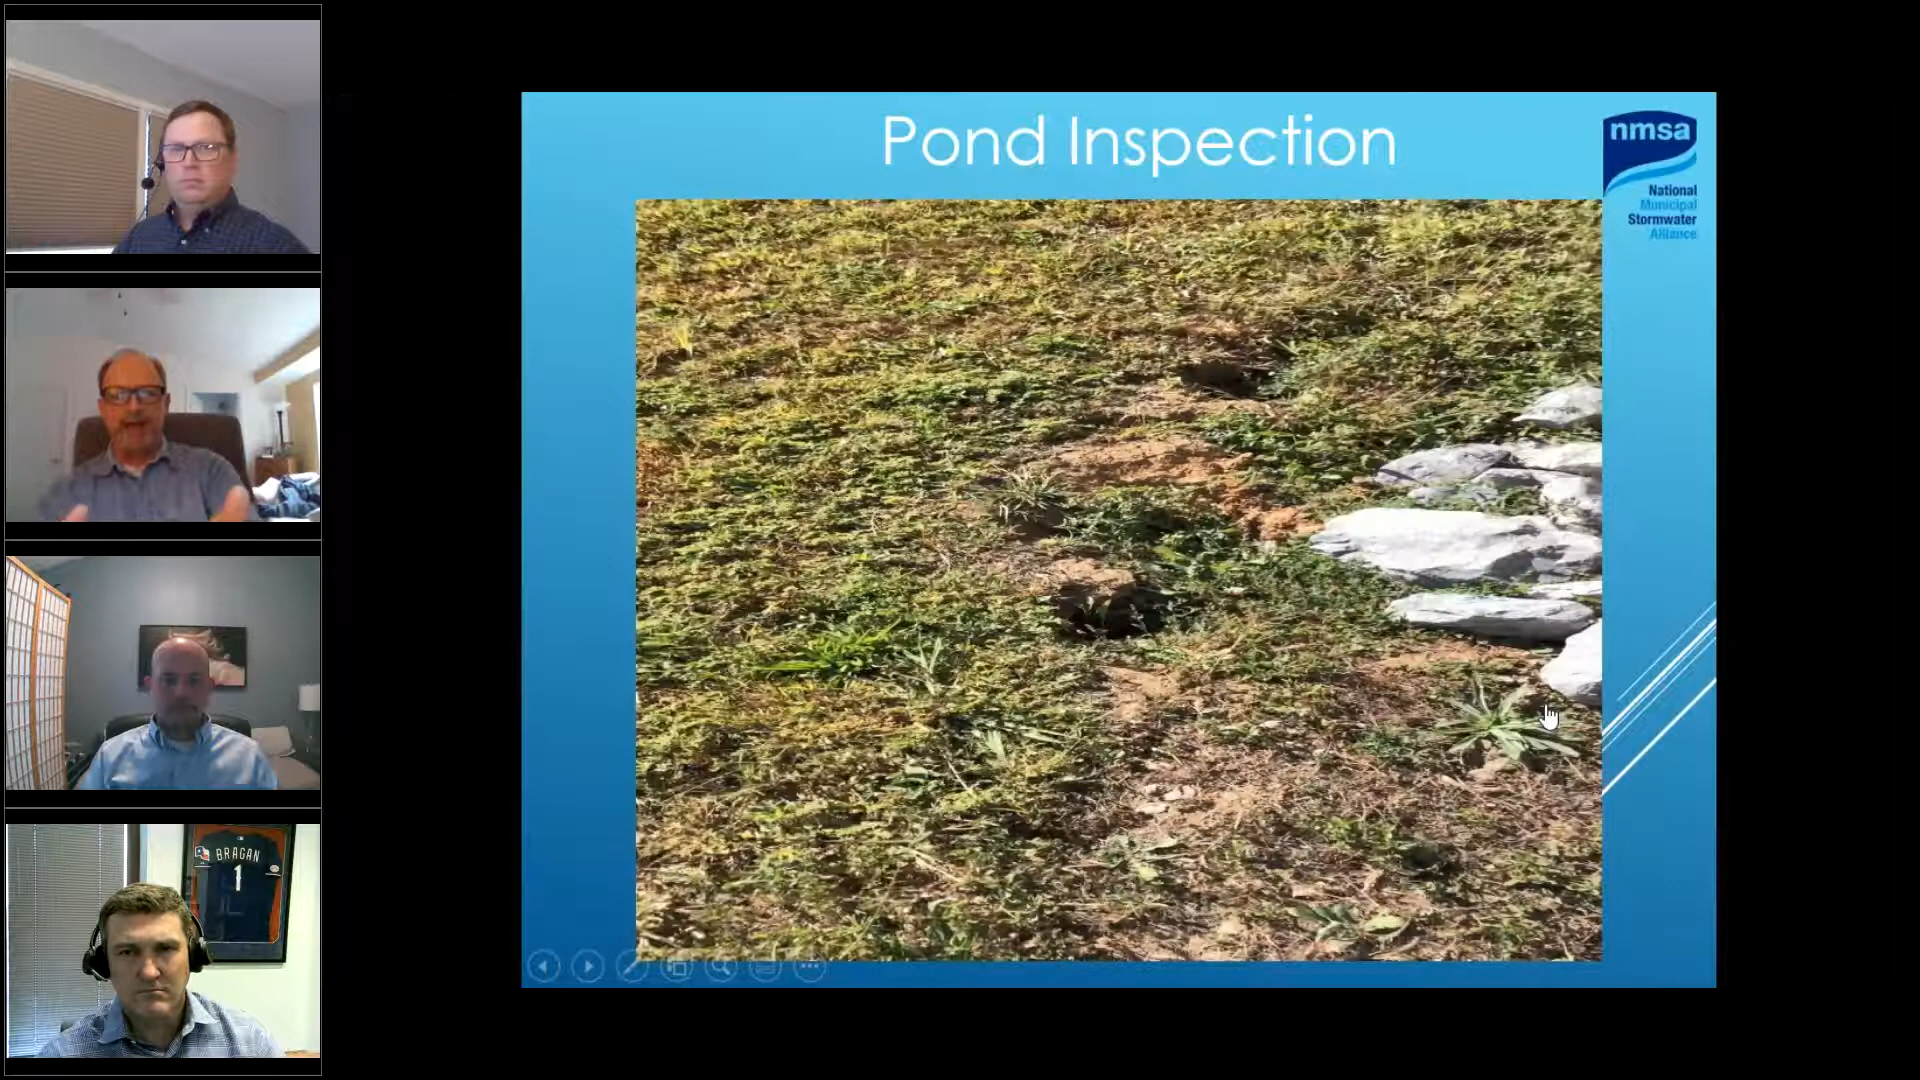 Pond Inspection
nmsa
National
Municipal
Stormwater
Alliance
BRAGAN
1